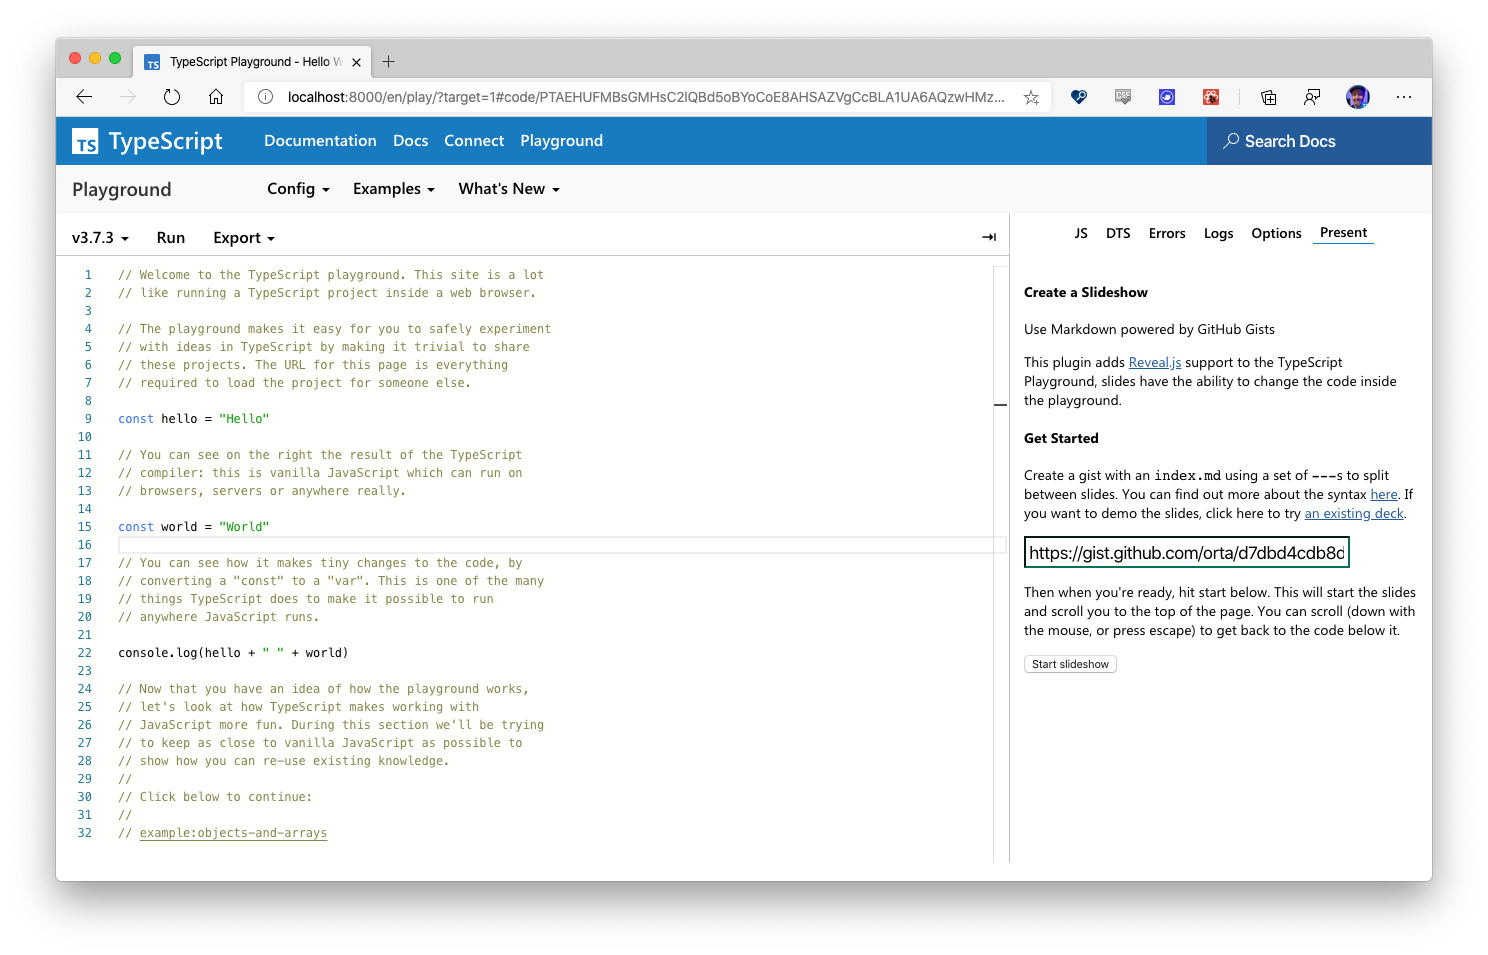 TypeScript Playground - Hello W
localhost:8000/en/play/?target=1#code/PTAEHUFMBsGMHsC2lQBd5oBYoCoE8AHSAZVgCcBLA1UA6AQzwHMz...
TS TypeScript Documentation Docs Connect Playground Search Docs
Playground Config Examples What's New
v3.7.3 Run Export
JS DTS Errors Logs Options Present
1 // Welcome to the TypeScript playground. This site is a lot
2 // like running a TypeScript project inside a web browser.
3
4 // The playground makes it easy for you to safely experiment
5 // with ideas in TypeScript by making it trivial to share
6 // these projects. The URL for this page is everything
7 // required to load the project for someone else.
8
9 const hello = "Hello"
10
11 // You can see on the right the result of the TypeScript
12 // compiler: this is vanilla JavaScript which can run on
13 // browsers, servers or anywhere really.
14
15 const world = "World"
16
17 // You can see how it makes tiny changes to the code, by
18 // converting a "const" to a "var". This is one of the many
19 // things TypeScript does to make it possible to run
20 // anywhere JavaScript runs.
21
22 console.log(hello + " " + world)
23
24 // Now that you have an idea of how the playground works,
25 // let's look at how TypeScript makes working with
26 // JavaScript more fun. During this section we'll be trying
27 // to keep as close to vanilla JavaScript as possible to
28 // show how you can re-use existing knowledge.
29 //
30 // Click below to continue:
31 //
32 // example:objects-and-arrays
Create a Slideshow
Use Markdown powered by GitHub Gists
This plugin adds Reveal.js support to the TypeScript
Playground, slides have the ability to change the code inside
the playground.
Get Started
Create a gist with an index.md using a set of ---s to split
between slides. You can find out more about the syntax here. If
you want to demo the slides, click here to try an existing deck.
https://gist.github.com/orta/d7dbd4cdb8d
Then when you're ready, hit start below. This will start the slides
and scroll you to the top of the page. You can scroll (down with
the mouse, or press escape) to get back to the code below it.
Start slideshow